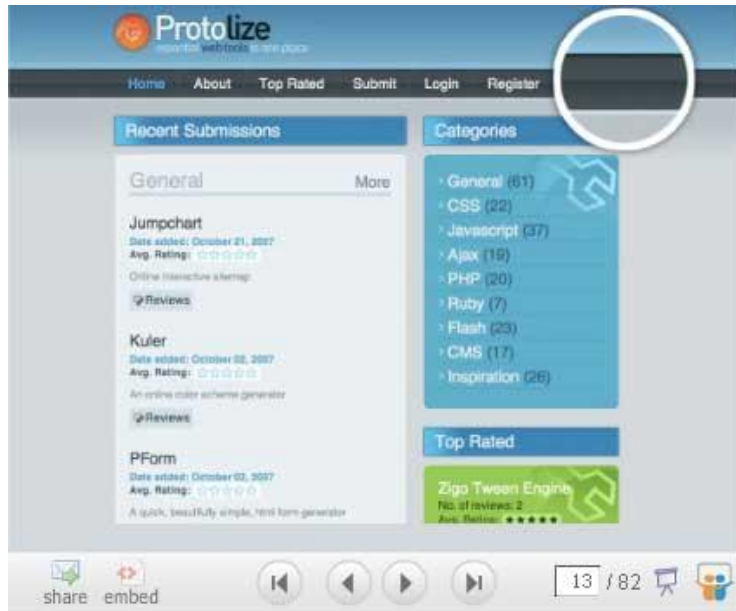 Protolize
essential web tools in one place
Home About Top Rated Submit Login Register
Recent Submissions
General More
Jumpchart
Date added: October 21, 2007
Avg. Rating:
Online interactive sitemap
Reviews
Kuler
Date added: October 02, 2007
Avg. Rating:
An online color scheme generator
Reviews
PForm
Date added: October 02, 2007
Avg. Rating:
A quick, beautifully simple, html form generator
Categories
General (61)
CSS (22)
Javascript (37)
Ajax (19)
PHP (20)
Ruby (7)
Flash (23)
CMS (17)
Inspiration (26)
Top Rated
Zigo Tween Engine
No. of reviews: 2
Avg. Rating: ★★★★★
share embed 13 / 82